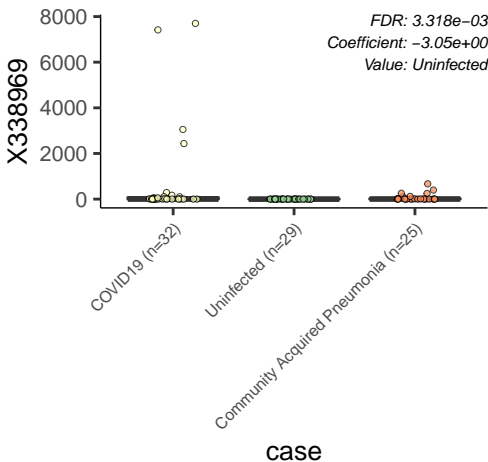 FDR: 3.318e−03
Coefficient: −3.05e+00
Value: Uninfected
X338969
8000
6000
4000
2000
0
COVID19 (n=32)
Uninfected (n=29)
Community Acquired Pneumonia (n=25)
case